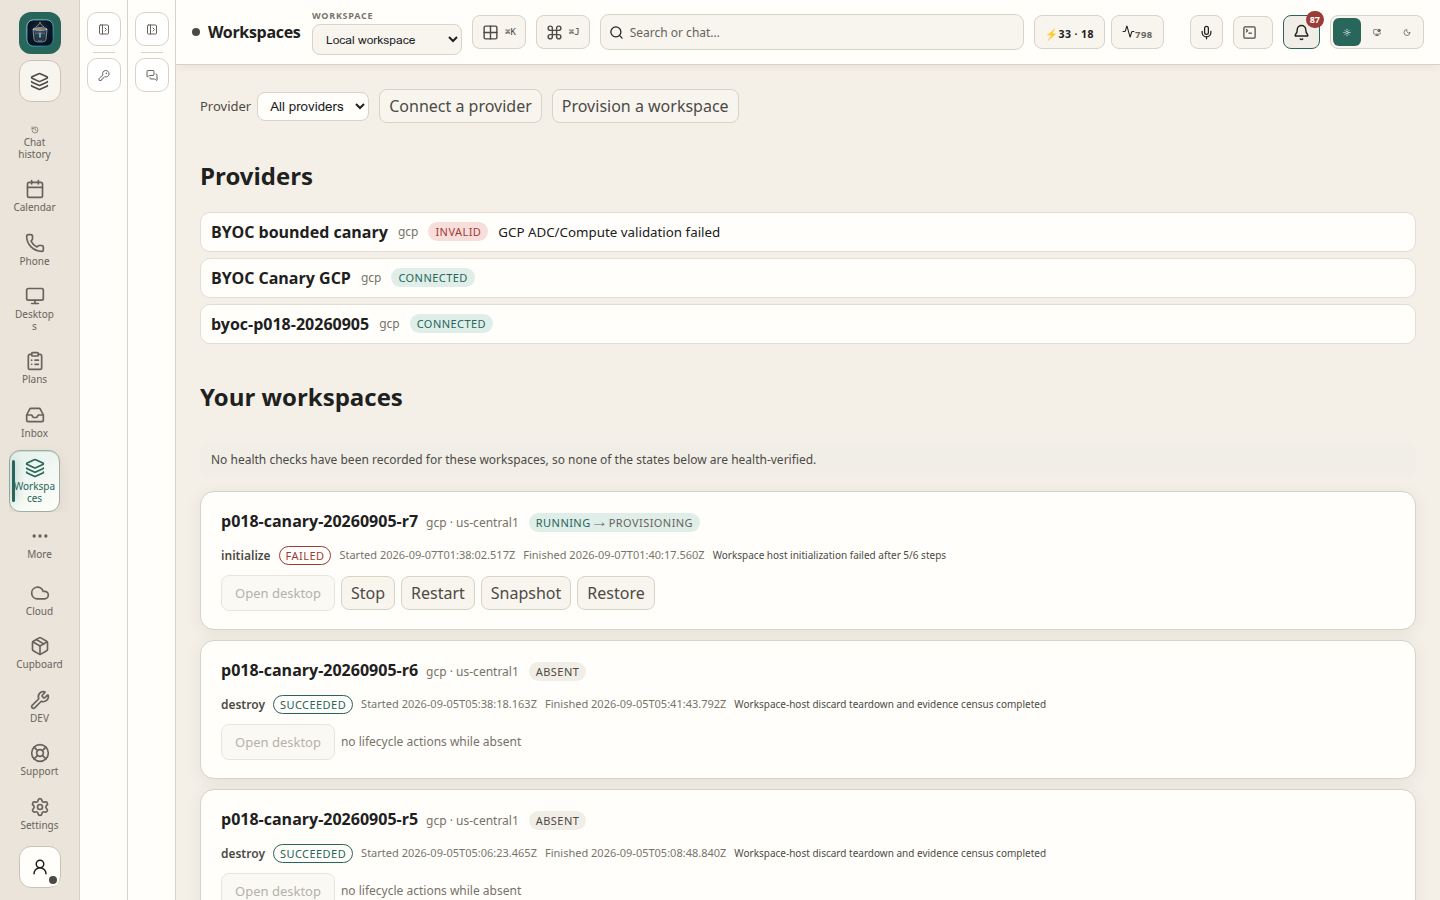 Workspaces
WORKSPACE
Local workspace
⌘K
⌘J
Search or chat...
⚡33 · 18
798
87
Chat
history
Calendar
Phone
Desktop
s
Plans
Inbox
Workspa
ces
More
Cloud
Cupboard
DEV
Support
Settings
Provider
All providers
Connect a provider
Provision a workspace
Providers
BYOC bounded canary gcp INVALID GCP ADC/Compute validation failed
BYOC Canary GCP gcp CONNECTED
byoc-p018-20260905 gcp CONNECTED
Your workspaces
No health checks have been recorded for these workspaces, so none of the states below are health-verified.
p018-canary-20260905-r7 gcp · us-central1 RUNNING → PROVISIONING
initialize FAILED Started 2026-09-07T01:38:02.517Z Finished 2026-09-07T01:40:17.560Z Workspace host initialization failed after 5/6 steps
Open desktop Stop Restart Snapshot Restore
p018-canary-20260905-r6 gcp · us-central1 ABSENT
destroy SUCCEEDED Started 2026-09-05T05:38:18.163Z Finished 2026-09-05T05:41:43.792Z Workspace-host discard teardown and evidence census completed
Open desktop no lifecycle actions while absent
p018-canary-20260905-r5 gcp · us-central1 ABSENT
destroy SUCCEEDED Started 2026-09-05T05:06:23.465Z Finished 2026-09-05T05:08:48.840Z Workspace-host discard teardown and evidence census completed
Open desktop no lifecycle actions while absent